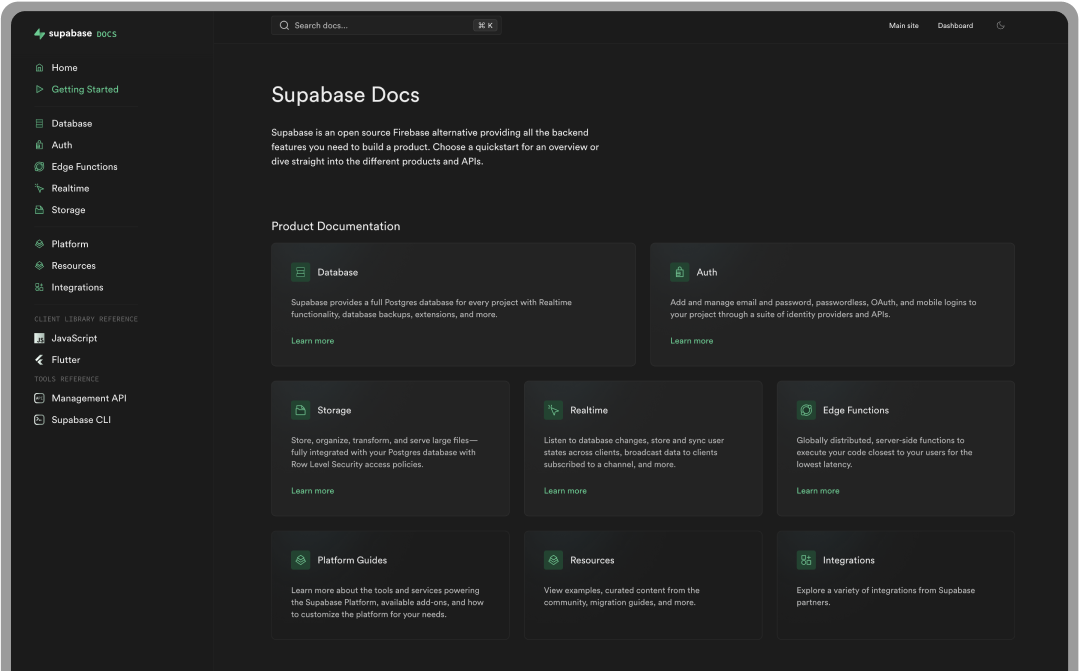 supabase DOCS
Search docs...
⌘ K
Main site
Dashboard
Home
Getting Started
Database
Auth
Edge Functions
Realtime
Storage
Platform
Resources
Integrations
CLIENT LIBRARY REFERENCE
JS
JavaScript
Flutter
TOOLS REFERENCE
Management API
Supabase CLI
Supabase Docs
Supabase is an open source Firebase alternative providing all the backend
features you need to build a product. Choose a quickstart for an overview or
dive straight into the different products and APIs.
Product Documentation
Database
Supabase provides a full Postgres database for every project with Realtime
functionality, database backups, extensions, and more.
Learn more
Auth
Add and manage email and password, passwordless, OAuth, and mobile logins to
your project through a suite of identity providers and APIs.
Learn more
Storage
Store, organize, transform, and serve large files—
fully integrated with your Postgres database with
Row Level Security access policies.
Learn more
Realtime
Listen to database changes, store and sync user
states across clients, broadcast data to clients
subscribed to a channel, and more.
Learn more
Edge Functions
Globally distributed, server-side functions to
execute your code closest to your users for the
lowest latency.
Learn more
Platform Guides
Learn more about the tools and services powering
the Supabase Platform, available add-ons, and how
to customize the platform for your needs.
Resources
View examples, curated content from the
community, migration guides, and more.
Integrations
Explore a variety of integrations from Supabase
partners.